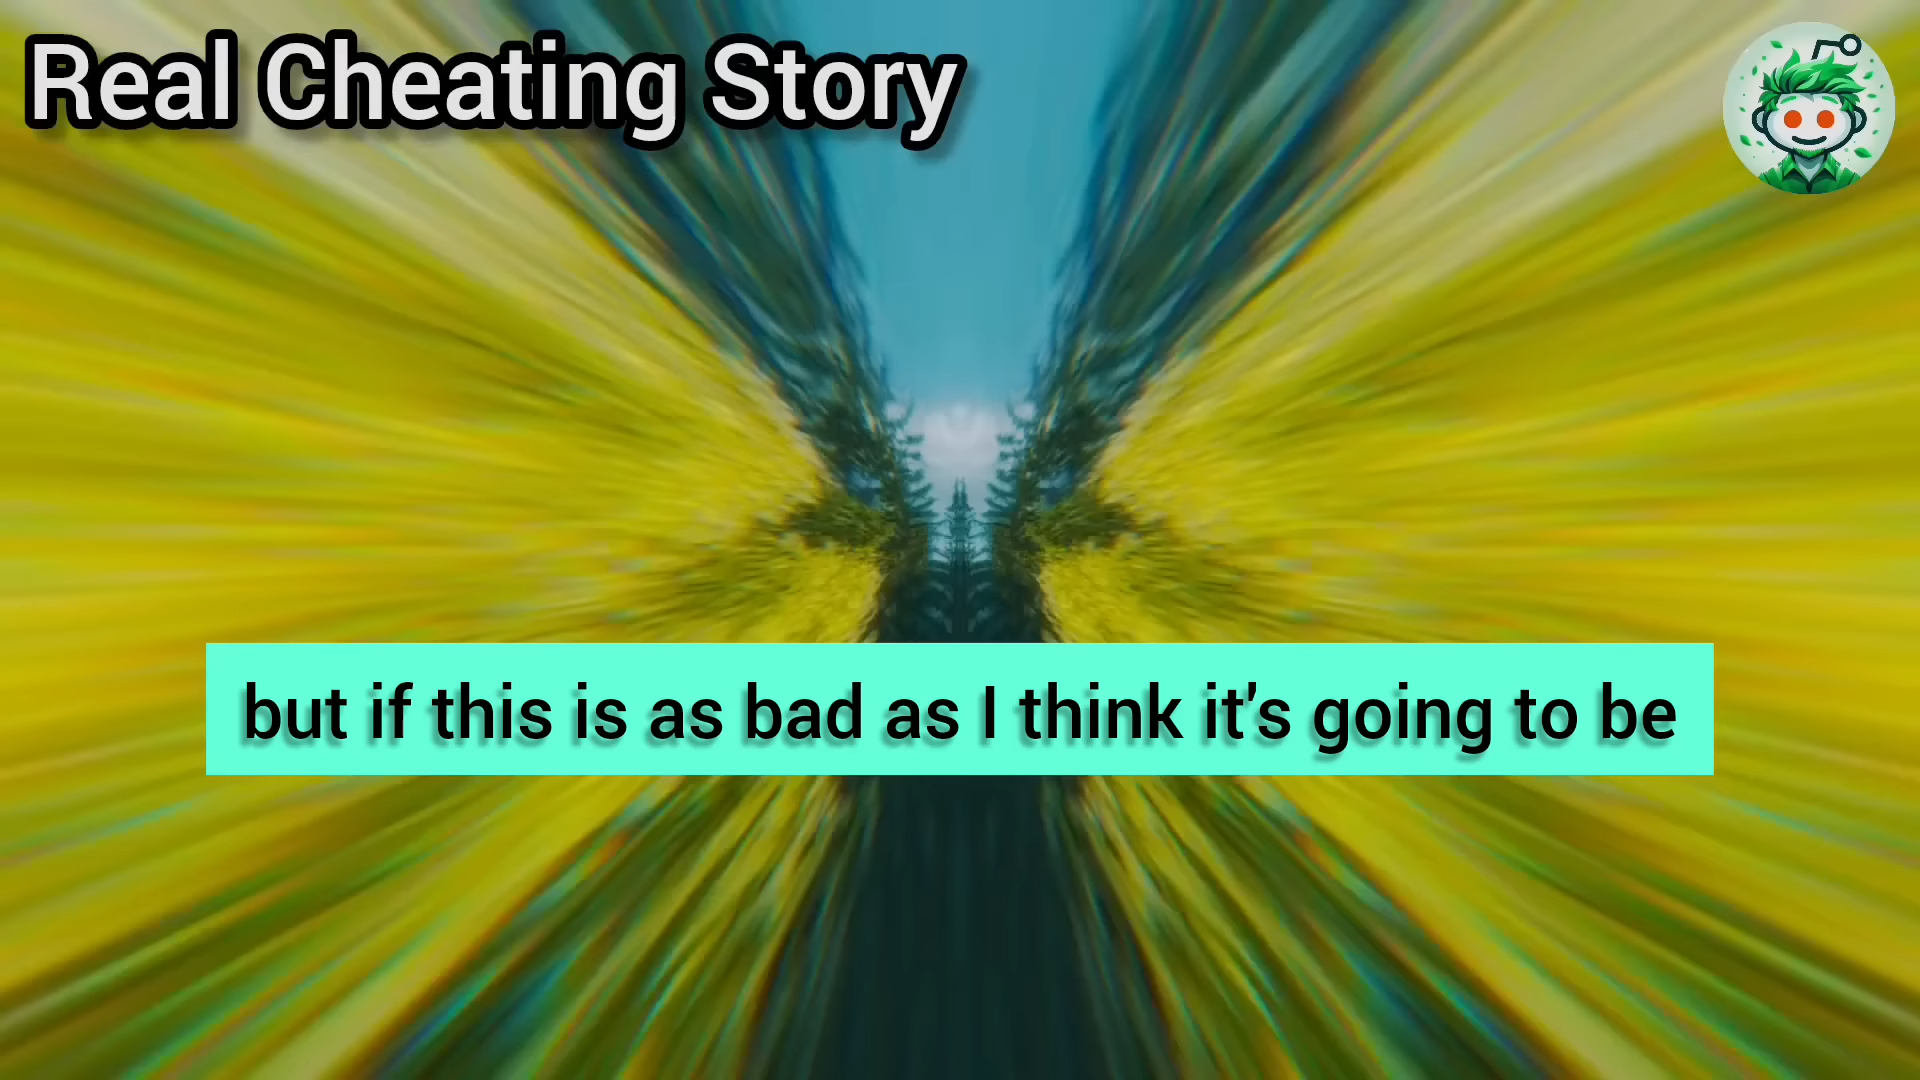 Real Cheating Story
but if this is as bad as I think it's going to be